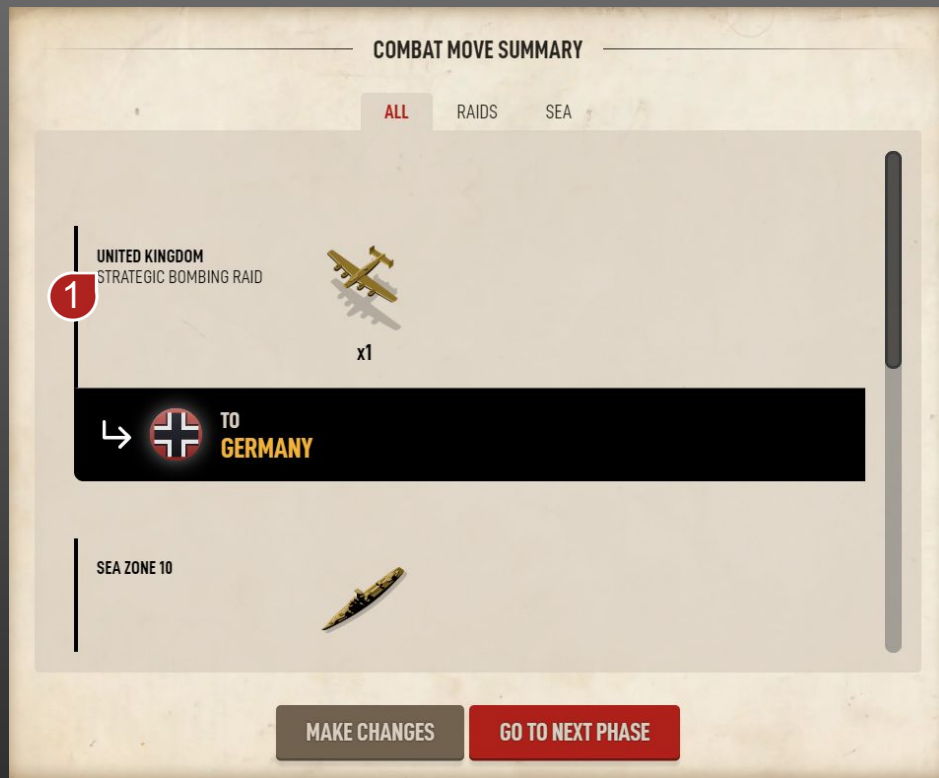 COMBAT MOVE SUMMARY
ALL RAIDS SEA
UNITED KINGDOM
STRATEGIC BOMBING RAID
1
x1
TO
GERMANY
SEA ZONE 10
MAKE CHANGES GO TO NEXT PHASE